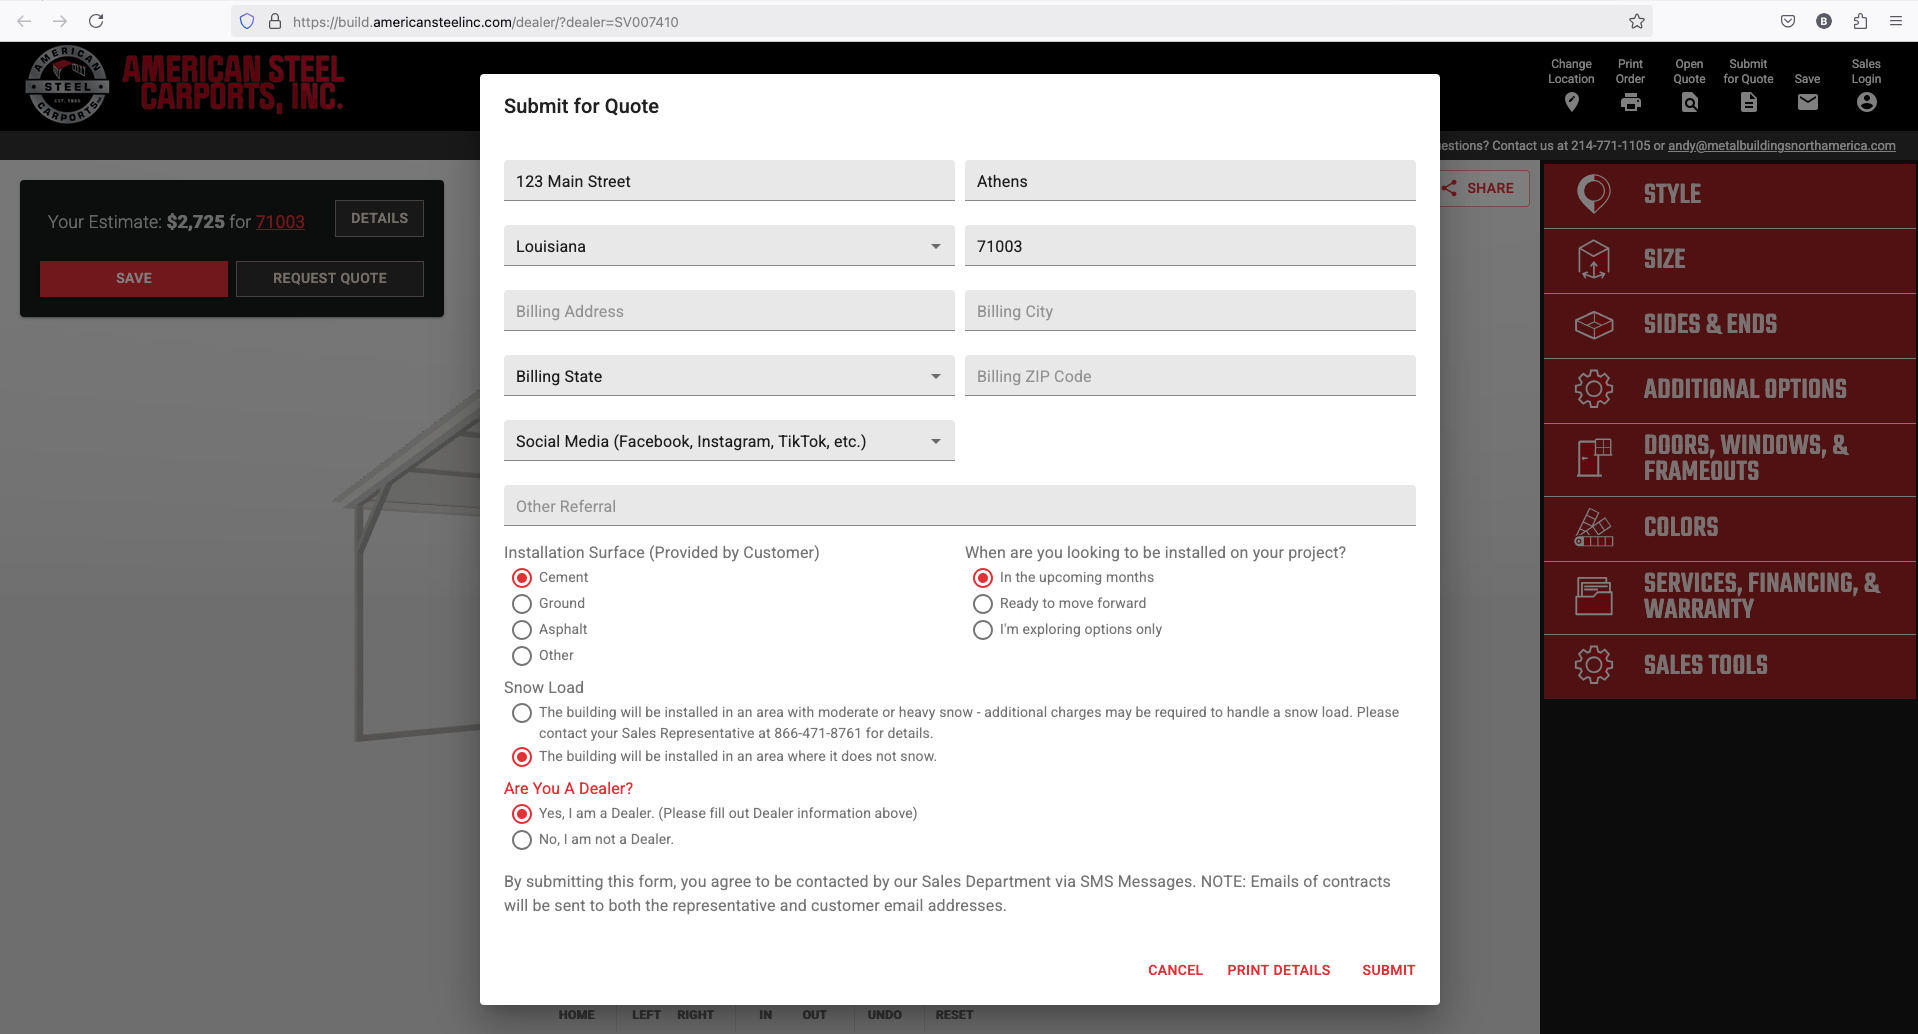 https://build.americansteelinc.com/dealer/?dealer=SV007410
B
AMERICAN
STEEL
EST. 1996
CARPORTS
AMERICAN STEEL
CARPORTS, INC.
Change
Location
Print
Order
Open
Quote
Submit
for Quote
Save
Sales
Login
estions? Contact us at 214-771-1105 or andy@metalbuildingsnorthamerica.com
Your Estimate: $2,725 for 71003
DETAILS
SAVE
REQUEST QUOTE
SHARE
Submit for Quote
123 Main Street
Athens
Louisiana
71003
Billing Address
Billing City
Billing State
Billing ZIP Code
Social Media (Facebook, Instagram, TikTok, etc.)
Other Referral
Installation Surface (Provided by Customer)
Cement
Ground
Asphalt
Other
When are you looking to be installed on your project?
In the upcoming months
Ready to move forward
I'm exploring options only
Snow Load
The building will be installed in an area with moderate or heavy snow - additional charges may be required to handle a snow load. Please
contact your Sales Representative at 866-471-8761 for details.
The building will be installed in an area where it does not snow.
Are You A Dealer?
Yes, I am a Dealer. (Please fill out Dealer information above)
No, I am not a Dealer.
By submitting this form, you agree to be contacted by our Sales Department via SMS Messages. NOTE: Emails of contracts
will be sent to both the representative and customer email addresses.
CANCEL
PRINT DETAILS
SUBMIT
STYLE
SIZE
SIDES & ENDS
ADDITIONAL OPTIONS
DOORS, WINDOWS, &
FRAMEOUTS
COLORS
SERVICES, FINANCING, &
WARRANTY
SALES TOOLS
HOME
LEFT
RIGHT
IN
OUT
UNDO
RESET